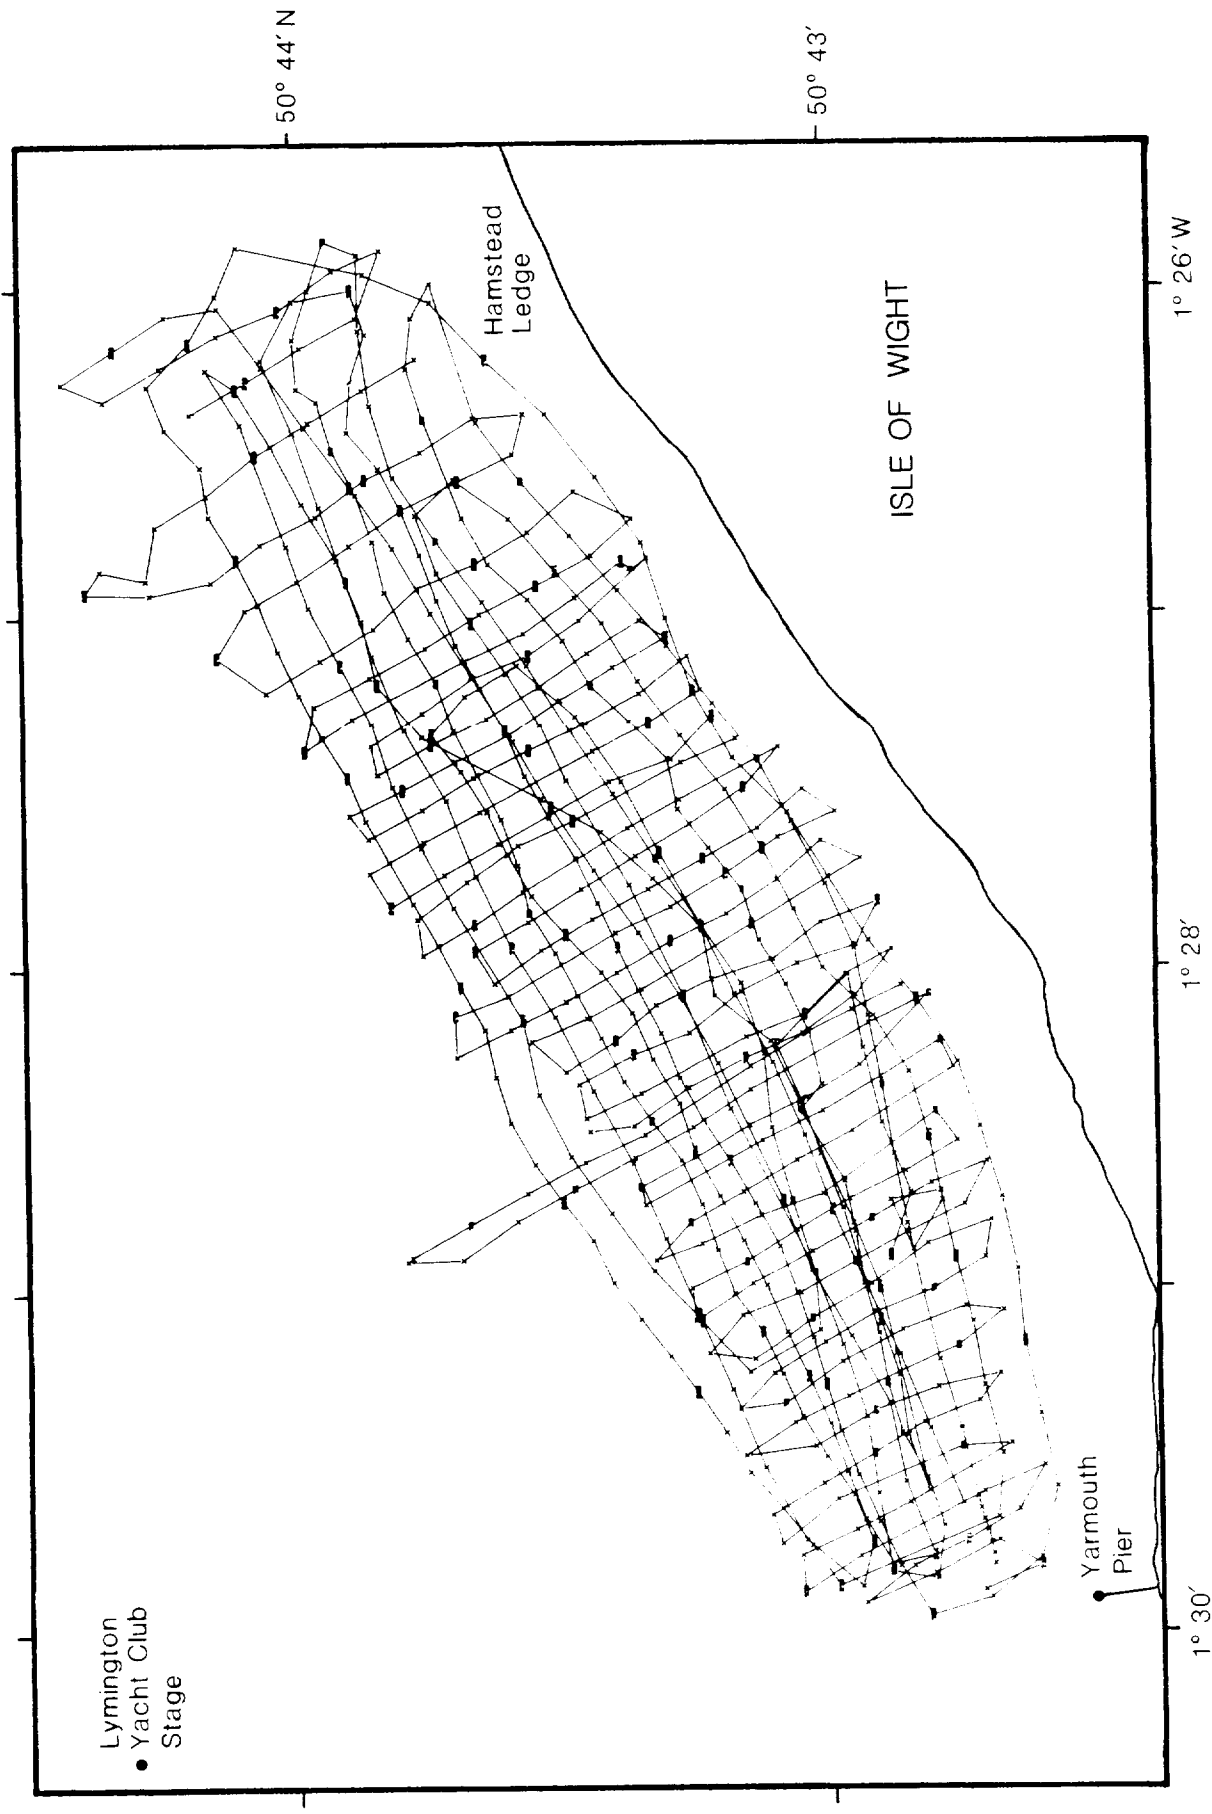 Lymington
Yacht Club
Stage
50° 44′ N
50° 43′
Hamstead
Ledge
ISLE OF WIGHT
Yarmouth
Pier
1° 30′
1° 28′
1° 26′ W